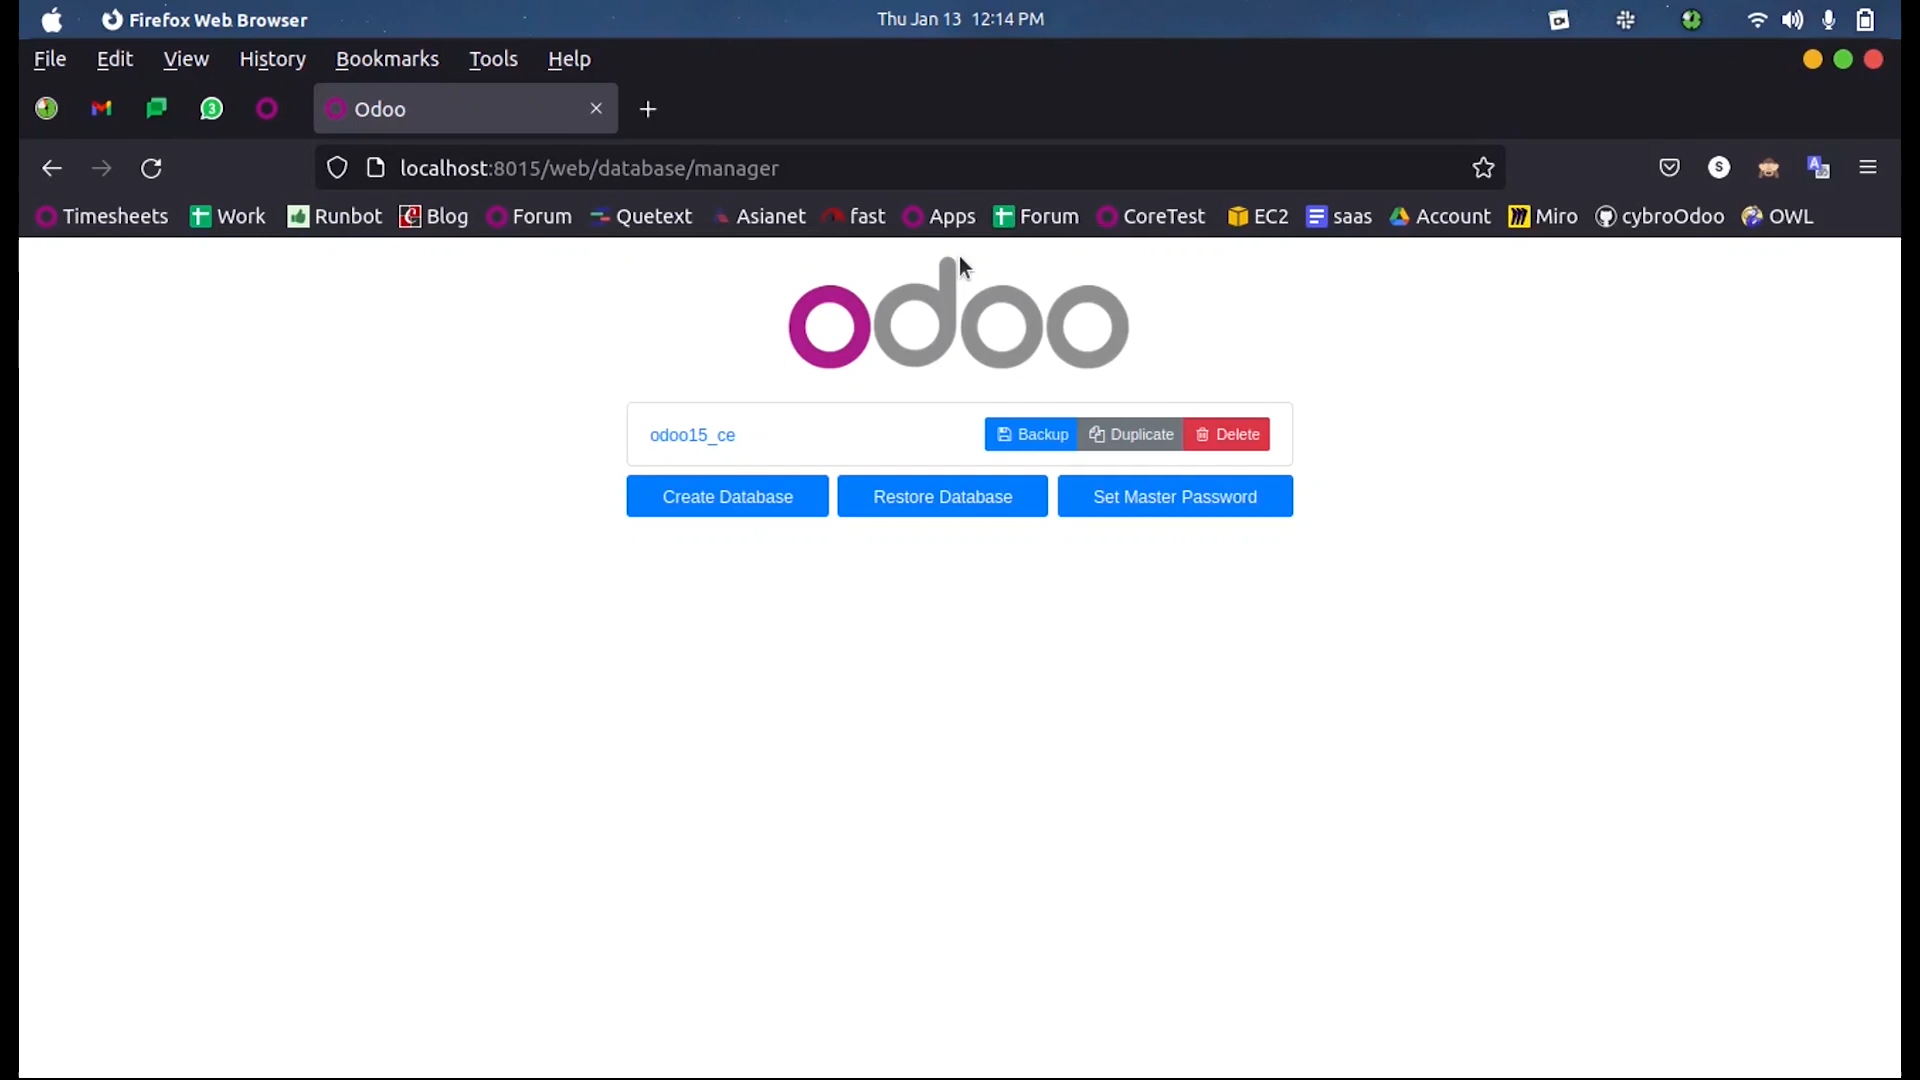 Firefox Web Browser Thu Jan 13 12:14 PM
File Edit View History Bookmarks Tools Help
3 Odoo
localhost:8015/web/database/manager S
Timesheets Work Runbot Blog Forum Quetext Asianet fast Apps Forum CoreTest EC2 saas Account Miro cybroOdoo OWL
odoo
odoo15_ce Backup Duplicate Delete
Create Database Restore Database Set Master Password